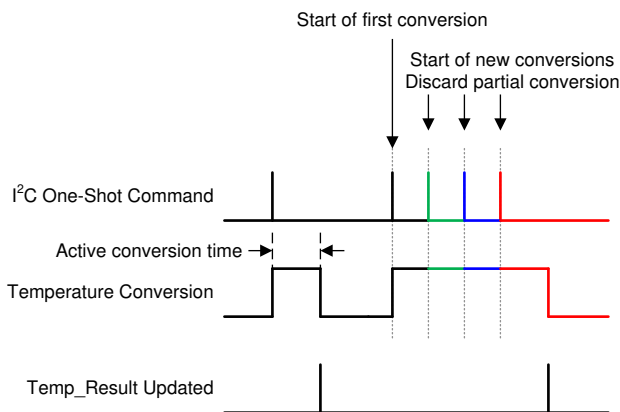 Start of first conversion
Start of new conversions
Discard partial conversion
I²C One-Shot Command
Active conversion time
Temperature Conversion
Temp_Result Updated